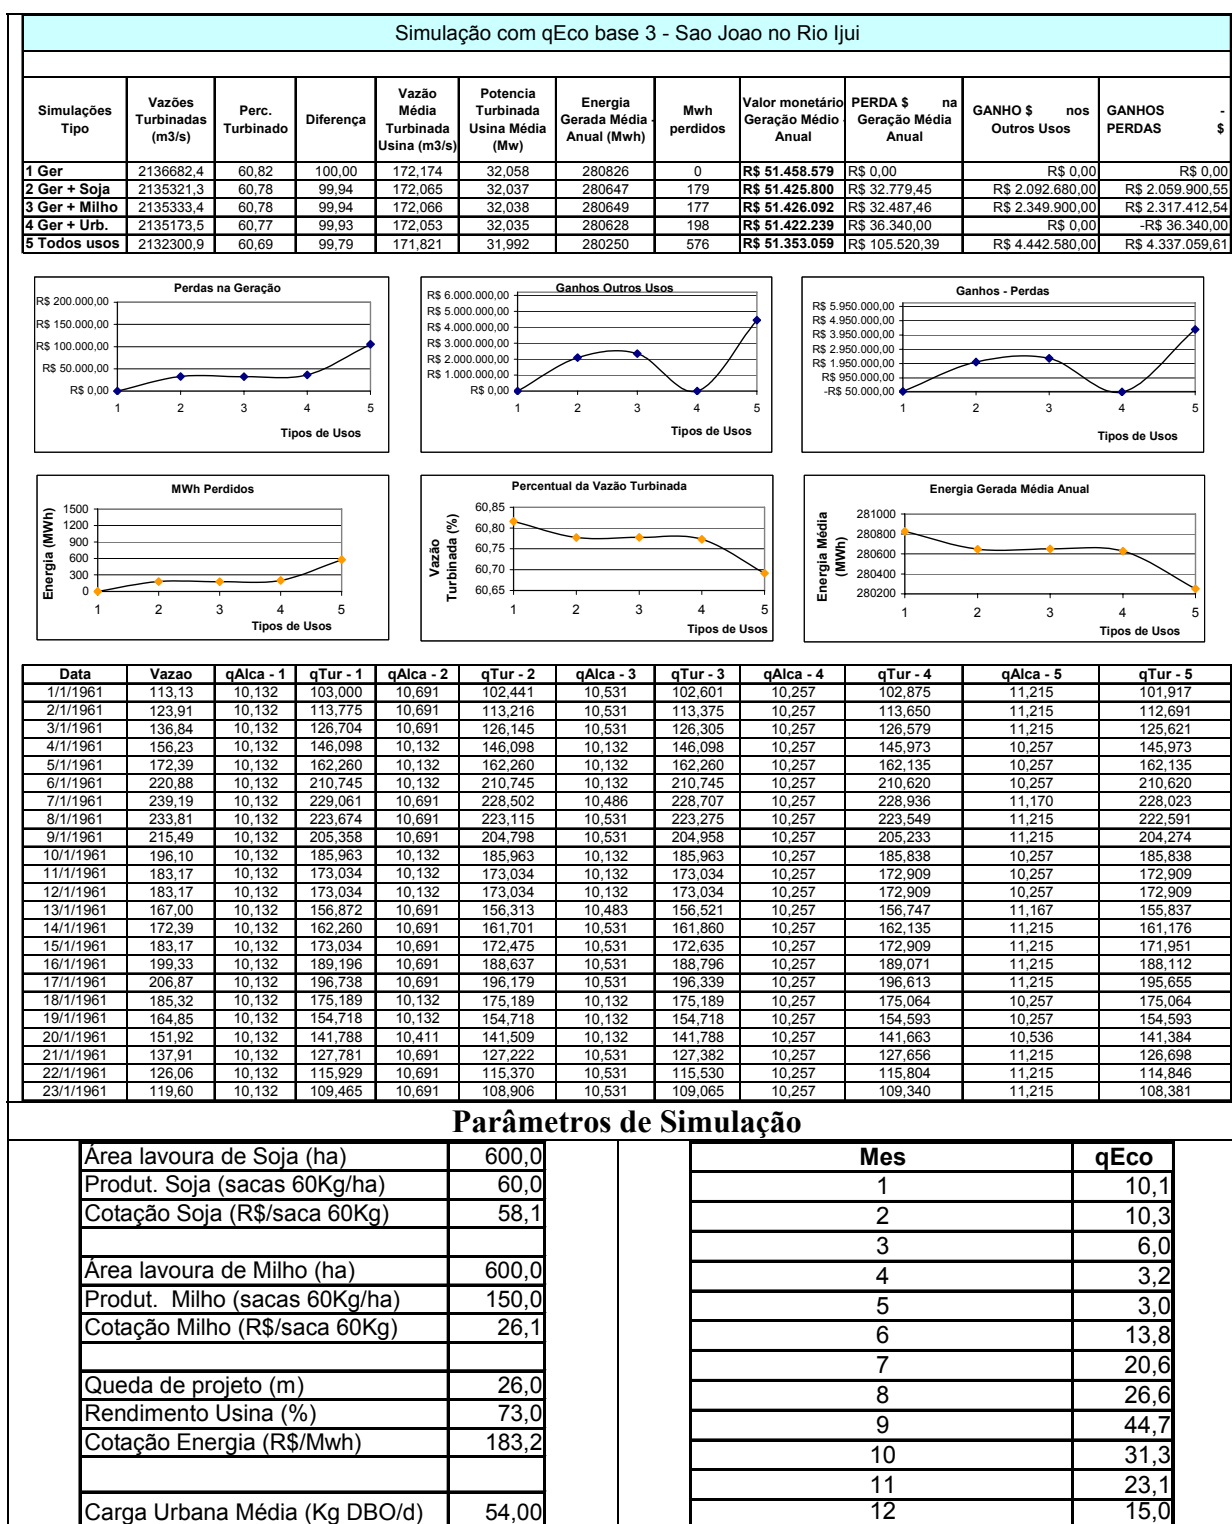 Simulação com qEco base 3 - Sao Joao no Rio Ijui
Simulações Tipo | Vazões Turbinadas (m3/s) | Perc. Turbinado | Diferença | Vazão Média Turbinada Usina (m3/s) | Potencia Turbinada Usina Média (Mw) | Energia Gerada Média - Anual (Mwh) | Mwh perdidos | Valor monetário Geração Médio - Anual | PERDA $ na Geração Média Anual | GANHO $ nos Outros Usos | GANHOS - PERDAS $
1 Ger 2136682,4 60,82 100,00 172,174 32,058 280826 0 R$ 51.458.579 R$ 0,00 R$ 0,00 R$ 0,00
2 Ger + Soja 2135321,3 60,78 99,94 172,065 32,037 280647 179 R$ 51.425.800 R$ 32.779,45 R$ 2.092.680,00 R$ 2.059.900,55
3 Ger + Milho 2135333,4 60,78 99,94 172,066 32,038 280649 177 R$ 51.426.092 R$ 32.487,46 R$ 2.349.900,00 R$ 2.317.412,54
4 Ger + Urb. 2135173,5 60,77 99,93 172,053 32,035 280628 198 R$ 51.422.239 R$ 36.340,00 R$ 0,00 -R$ 36.340,00
5 Todos usos 2132300,9 60,69 99,79 171,821 31,992 280250 576 R$ 51.353.059 R$ 105.520,39 R$ 4.442.580,00 R$ 4.337.059,61
Perdas na Geração
R$ 200.000,00
R$ 150.000,00
R$ 100.000,00
R$ 50.000,00
R$ 0,00
1 2 3 4 5
Tipos de Usos
Ganhos Outros Usos
R$ 6.000.000,00
R$ 5.000.000,00
R$ 4.000.000,00
R$ 3.000.000,00
R$ 2.000.000,00
R$ 1.000.000,00
R$ 0,00
1 2 3 4 5
Tipos de Usos
Ganhos - Perdas
R$ 5.950.000,00
R$ 4.950.000,00
R$ 3.950.000,00
R$ 2.950.000,00
R$ 1.950.000,00
R$ 950.000,00
-R$ 50.000,00
1 2 3 4 5
Tipos de Usos
MWh Perdidos
Energia (MWh)
1500
1200
900
600
300
0
1 2 3 4 5
Tipos de Usos
Percentual da Vazão Turbinada
Vazão
Turbinada (%)
60,85
60,80
60,75
60,70
60,65
1 2 3 4 5
Tipos de Usos
Energia Gerada Média Anual
Energia Média
(MWh)
281000
280800
280600
280400
280200
1 2 3 4 5
Tipos de Usos
Data Vazao qAlca - 1 qTur - 1 qAlca - 2 qTur - 2 qAlca - 3 qTur - 3 qAlca - 4 qTur - 4 qAlca - 5 qTur - 5
1/1/1961 113,13 10,132 103,000 10,691 102,441 10,531 102,601 10,257 102,875 11,215 101,917
2/1/1961 123,91 10,132 113,775 10,691 113,216 10,531 113,375 10,257 113,650 11,215 112,691
3/1/1961 136,84 10,132 126,704 10,691 126,145 10,531 126,305 10,257 126,579 11,215 125,621
4/1/1961 156,23 10,132 146,098 10,132 146,098 10,132 146,098 10,257 145,973 10,257 145,973
5/1/1961 172,39 10,132 162,260 10,132 162,260 10,132 162,260 10,257 162,135 10,257 162,135
6/1/1961 220,88 10,132 210,745 10,132 210,745 10,132 210,745 10,257 210,620 10,257 210,620
7/1/1961 239,19 10,132 229,061 10,691 228,502 10,486 228,707 10,257 228,936 11,170 228,023
8/1/1961 233,81 10,132 223,674 10,691 223,115 10,531 223,275 10,257 223,549 11,215 222,591
9/1/1961 215,49 10,132 205,358 10,691 204,798 10,531 204,958 10,257 205,233 11,215 204,274
10/1/1961 196,10 10,132 185,963 10,132 185,963 10,132 185,963 10,257 185,838 10,257 185,838
11/1/1961 183,17 10,132 173,034 10,132 173,034 10,132 173,034 10,257 172,909 10,257 172,909
12/1/1961 183,17 10,132 173,034 10,132 173,034 10,132 173,034 10,257 172,909 10,257 172,909
13/1/1961 167,00 10,132 156,872 10,691 156,313 10,483 156,521 10,257 156,747 11,167 155,837
14/1/1961 172,39 10,132 162,260 10,691 161,701 10,531 161,860 10,257 162,135 11,215 161,176
15/1/1961 183,17 10,132 173,034 10,691 172,475 10,531 172,635 10,257 172,909 11,215 171,951
16/1/1961 199,33 10,132 189,196 10,691 188,637 10,531 188,796 10,257 189,071 11,215 188,112
17/1/1961 206,87 10,132 196,738 10,691 196,179 10,531 196,339 10,257 196,613 11,215 195,655
18/1/1961 185,32 10,132 175,189 10,132 175,189 10,132 175,189 10,257 175,064 10,257 175,064
19/1/1961 164,85 10,132 154,718 10,132 154,718 10,132 154,718 10,257 154,593 10,257 154,593
20/1/1961 151,92 10,132 141,788 10,411 141,509 10,132 141,788 10,257 141,663 10,536 141,384
21/1/1961 137,91 10,132 127,781 10,691 127,222 10,531 127,382 10,257 127,656 11,215 126,698
22/1/1961 126,06 10,132 115,929 10,691 115,370 10,531 115,530 10,257 115,804 11,215 114,846
23/1/1961 119,60 10,132 109,465 10,691 108,906 10,531 109,065 10,257 109,340 11,215 108,381
Parâmetros de Simulação
Área lavoura de Soja (ha) 600,0
Produt. Soja (sacas 60Kg/ha) 60,0
Cotação Soja (R$/saca 60Kg) 58,1
Área lavoura de Milho (ha) 600,0
Produt. Milho (sacas 60Kg/ha) 150,0
Cotação Milho (R$/saca 60Kg) 26,1
Queda de projeto (m) 26,0
Rendimento Usina (%) 73,0
Cotação Energia (R$/Mwh) 183,2
Carga Urbana Média (Kg DBO/d) 54,00
Mes qEco
1 10,1
2 10,3
3 6,0
4 3,2
5 3,0
6 13,8
7 20,6
8 26,6
9 44,7
10 31,3
11 23,1
12 15,0